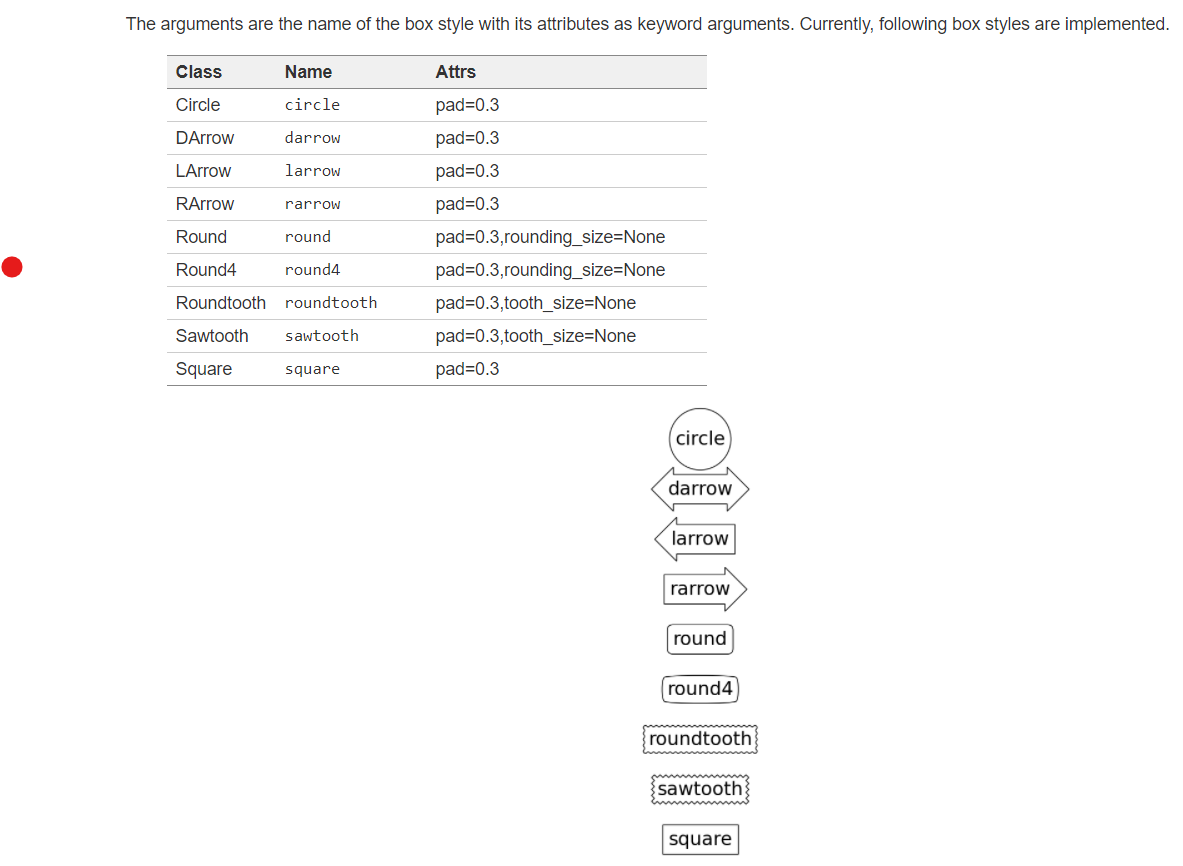 The arguments are the name of the box style with its attributes as keyword arguments. Currently, following box styles are implemented.
Class Name Attrs
Circle circle pad=0.3
DArrow darrow pad=0.3
LArrow larrow pad=0.3
RArrow rarrow pad=0.3
Round round pad=0.3,rounding_size=None
Round4 round4 pad=0.3,rounding_size=None
Roundtooth roundtooth pad=0.3,tooth_size=None
Sawtooth sawtooth pad=0.3,tooth_size=None
Square square pad=0.3
circle
darrow
larrow
rarrow
round
round4
roundtooth
sawtooth
square